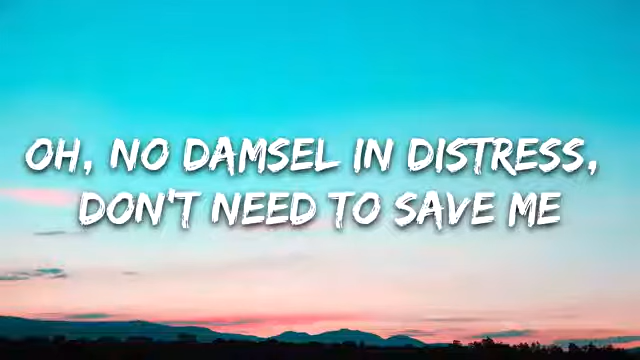 OH, NO DAMSEL IN DISTRESS,
DON'T NEED TO SAVE ME